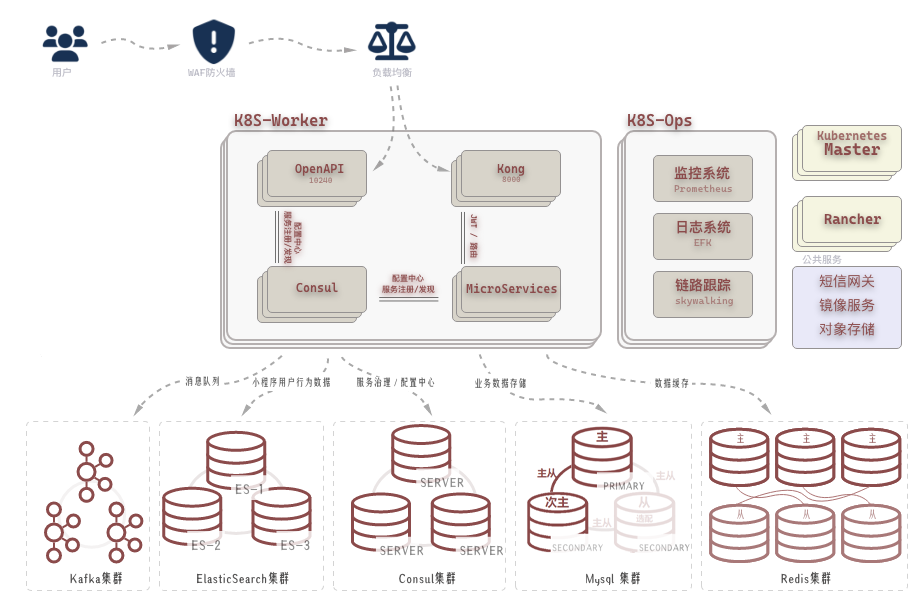 用户
WAF防火墙
负载均衡
K8S-Worker
OpenAPI
10240
Kong
8000
配置中心
服务注册/发现
JWT / 路由
Consul
配置中心
服务注册/发现
MicroServices
K8S-Ops
监控系统
Prometheus
日志系统
EFK
链路跟踪
skywalking
Kubernetes
Master
Rancher
公共服务
短信网关
镜像服务
对象存储
消息队列
小程序用户行为数据
服务治理 / 配置中心
业务数据存储
数据缓存
ES-1
ES-2
ES-3
SERVER
SERVER
SERVER
主
PRIMARY
主从
主从
次主
从
选配
主从
SECONDARY
SECONDARY
主
主
主
从
从
从
Kafka集群
ElasticSearch集群
Consul集群
Mysql 集群
Redis集群